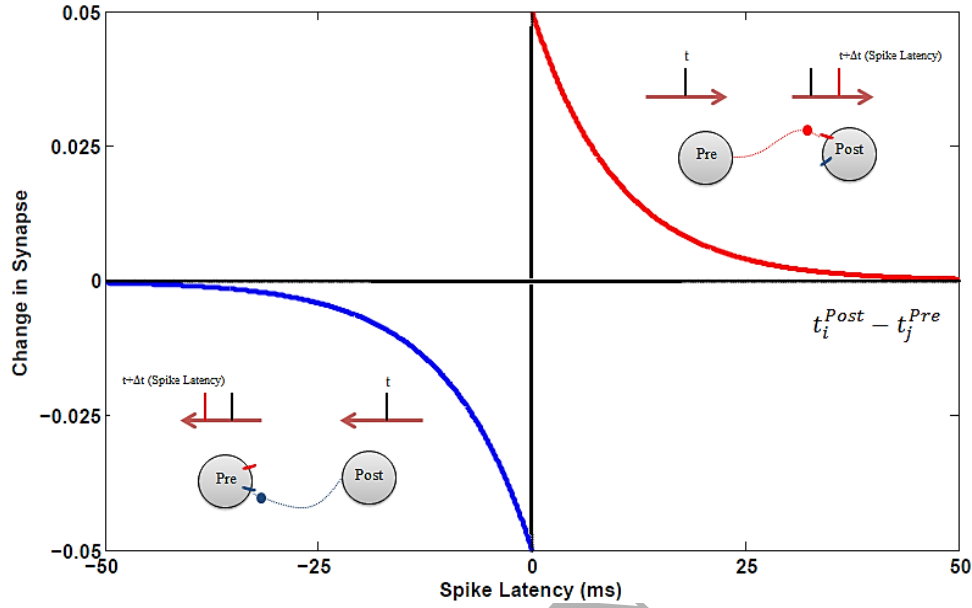 0.05
t
t+Δt (Spike Latency)
Pre
Post
0.025
Change in Synapse
0
t_i^{Post} − t_j^{Pre}
t+Δt (Spike Latency)
t
−0.025
Pre
Post
−0.05
−50
−25
0
25
50
Spike Latency (ms)